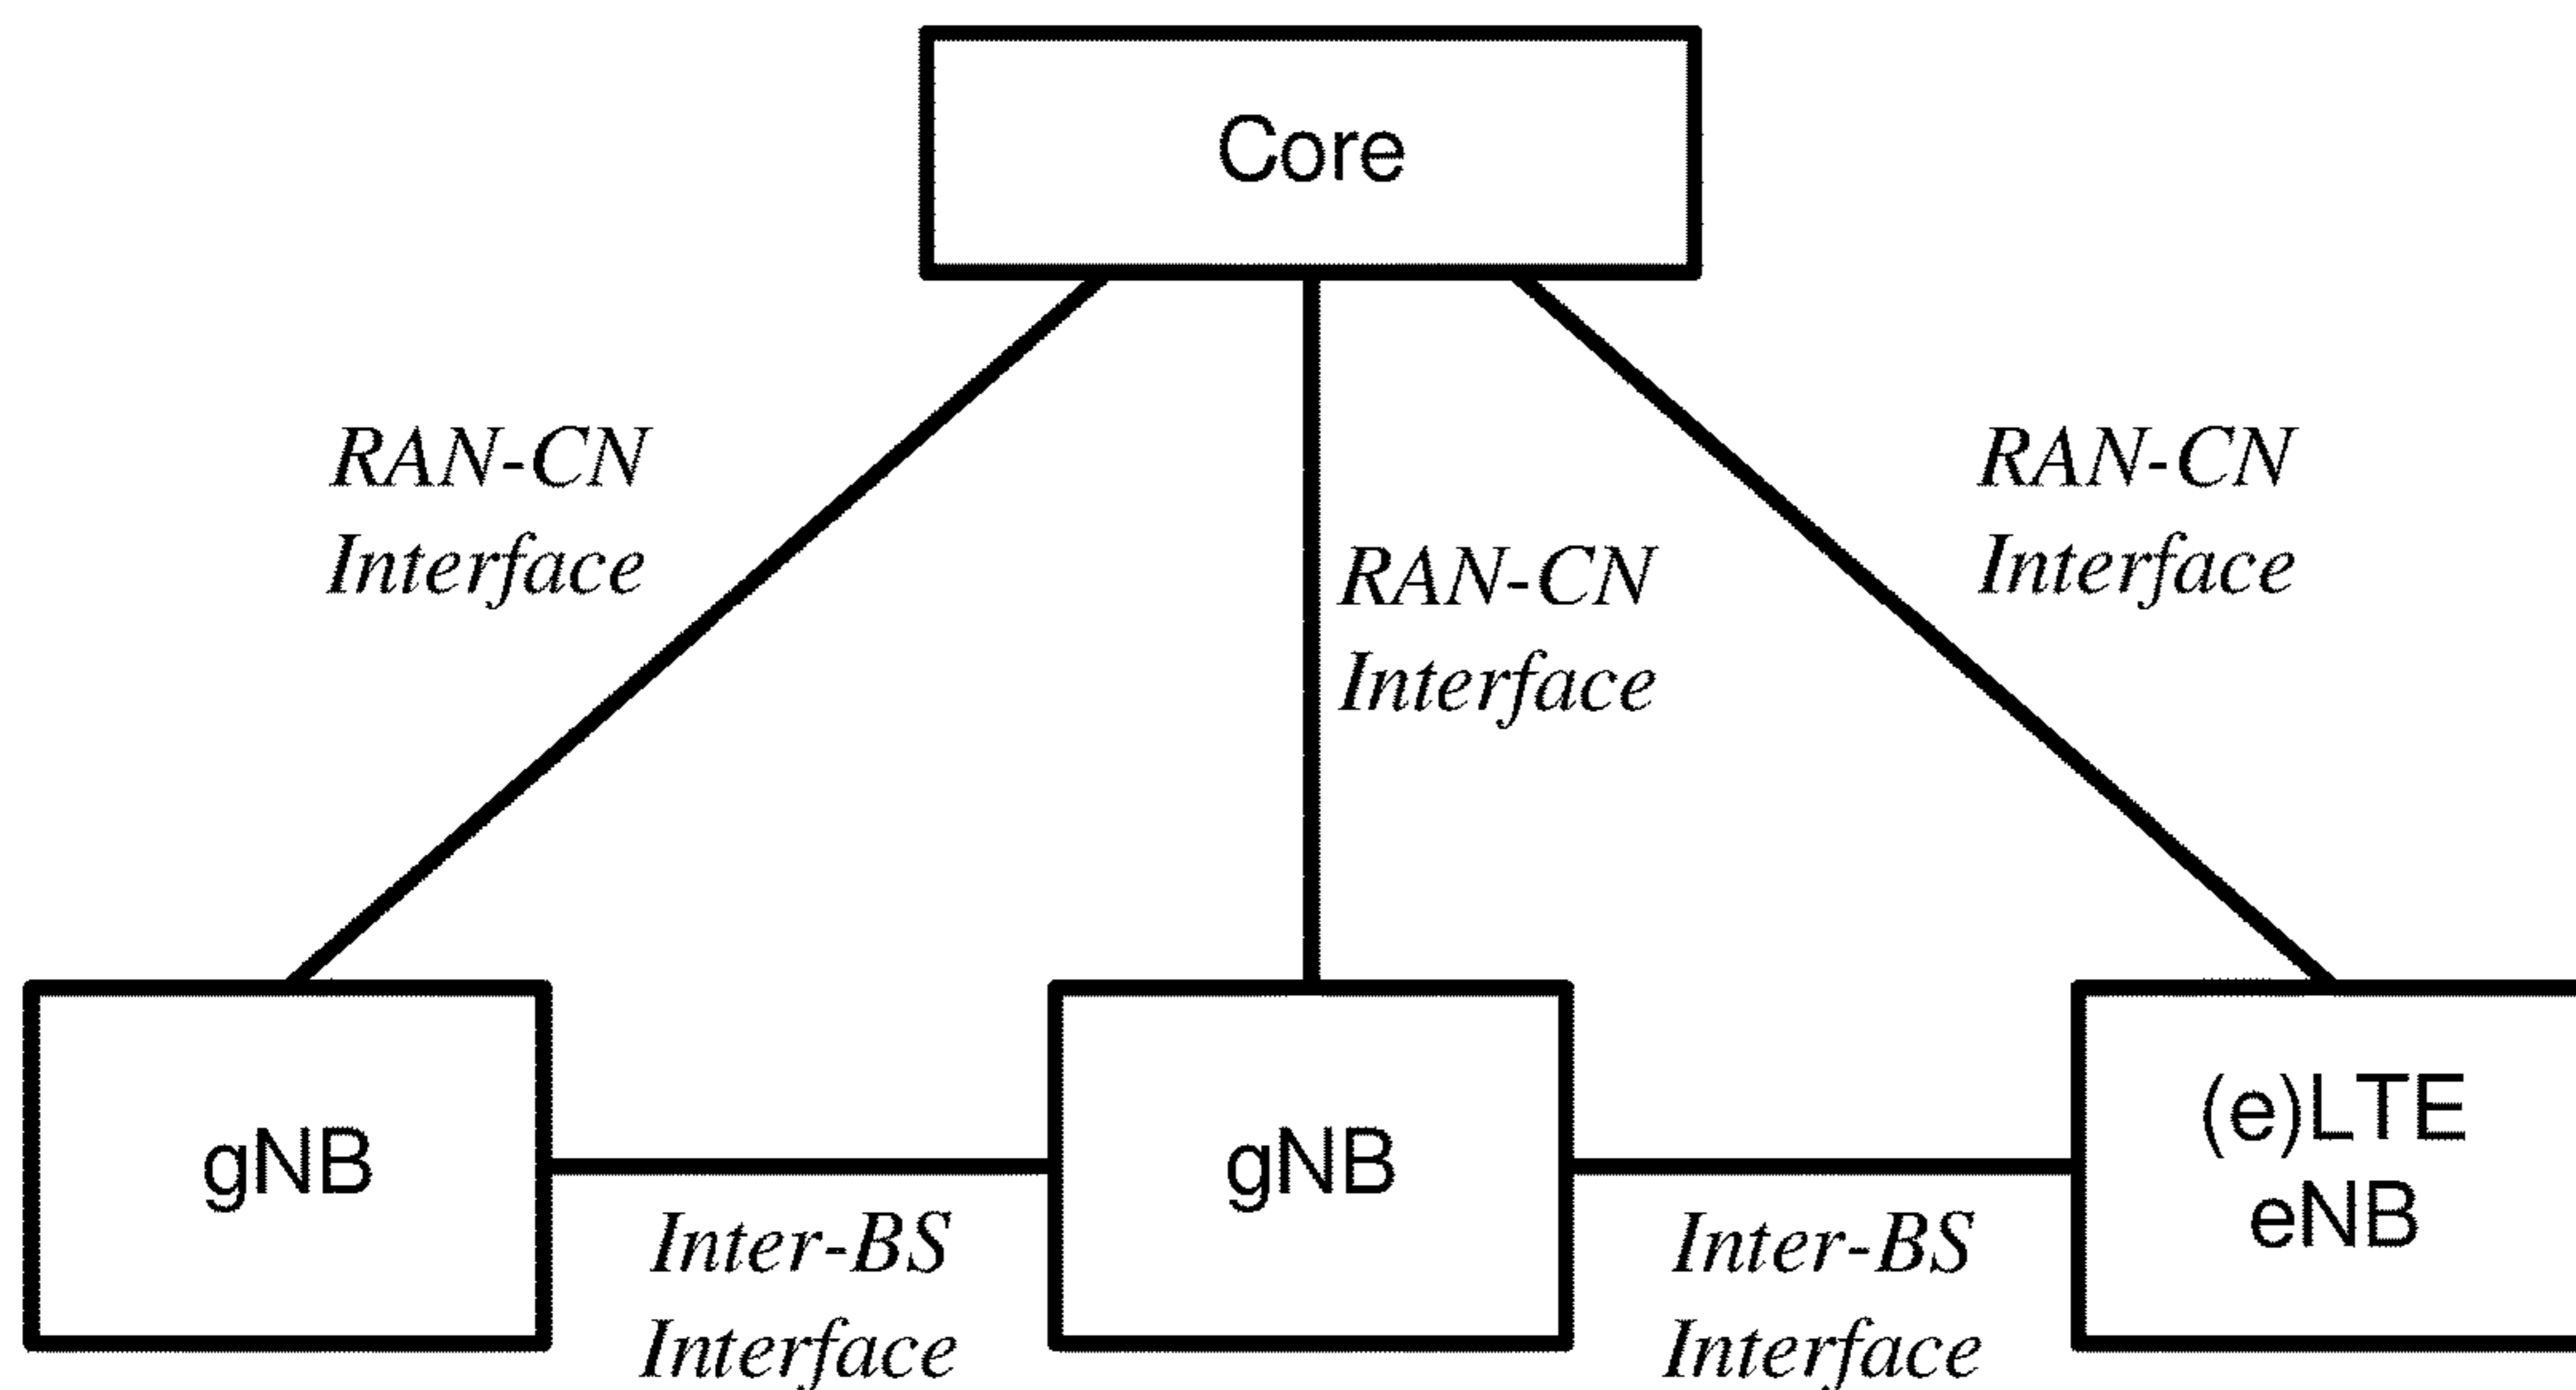 Core
RAN-CN
Interface
RAN-CN
Interface
RAN-CN
Interface
gNB
Inter-BS
Interface
gNB
Inter-BS
Interface
(e)LTE
eNB